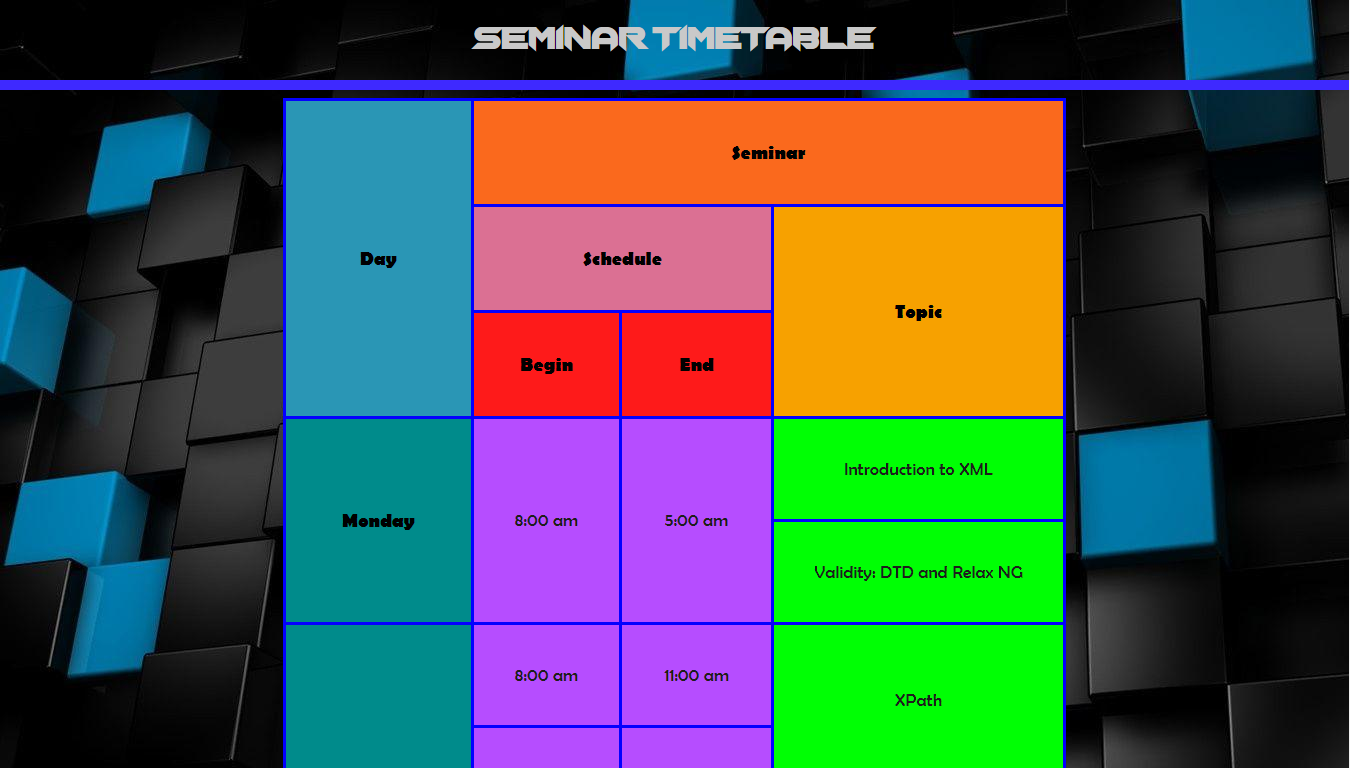 SEMINAR TIMETABLE
Seminar
Day
Schedule
Topic
Begin
End
Monday
8:00 am
5:00 am
Introduction to XML
Validity: DTD and Relax NG
8:00 am
11:00 am
XPath